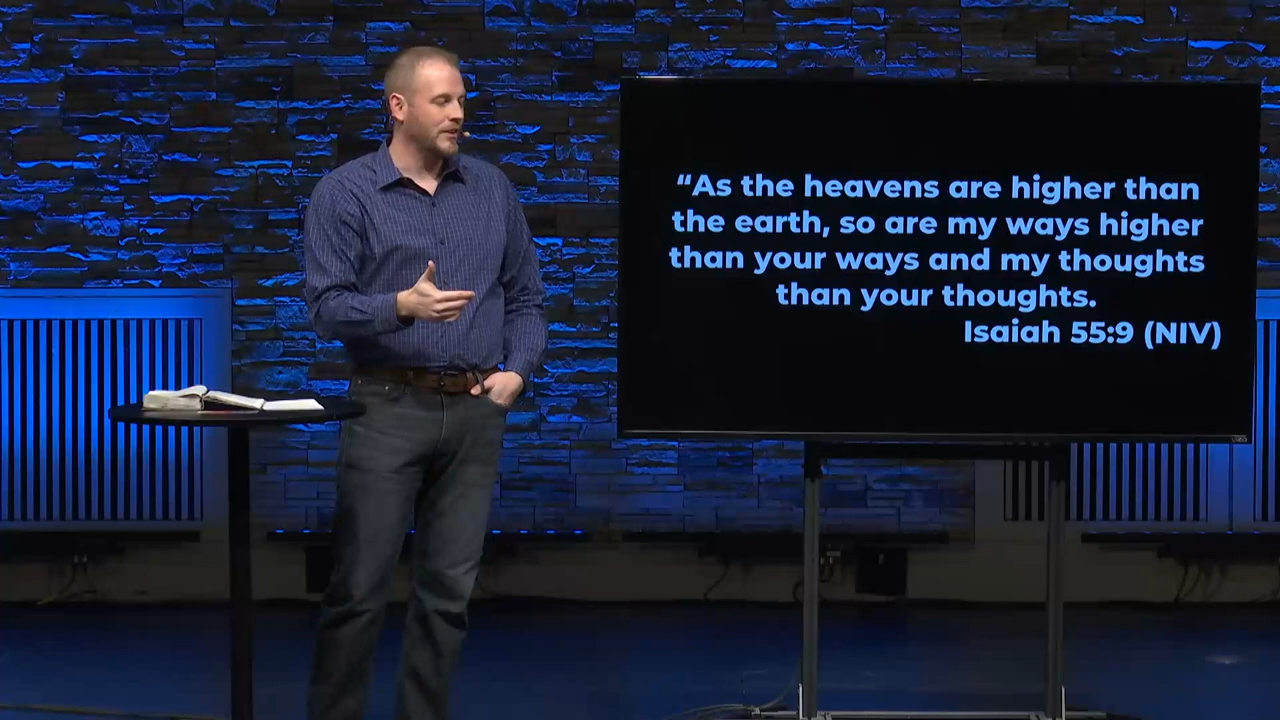 “As the heavens are higher than
the earth, so are my ways higher
than your ways and my thoughts
than your thoughts.
Isaiah 55:9 (NIV)